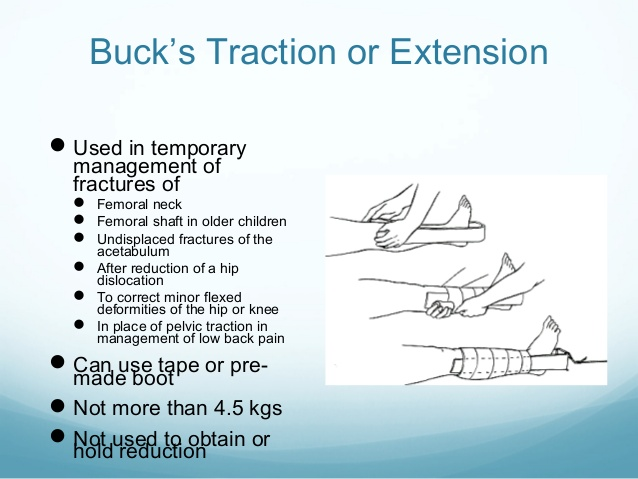 Buck’s Traction or Extension
Used in temporary
management of
fractures of
Femoral neck
Femoral shaft in older children
Undisplaced fractures of the
acetabulum
After reduction of a hip
dislocation
To correct minor flexed
deformities of the hip or knee
In place of pelvic traction in
management of low back pain
Can use tape or pre-
made boot
Not more than 4.5 kgs
Not used to obtain or
hold reduction